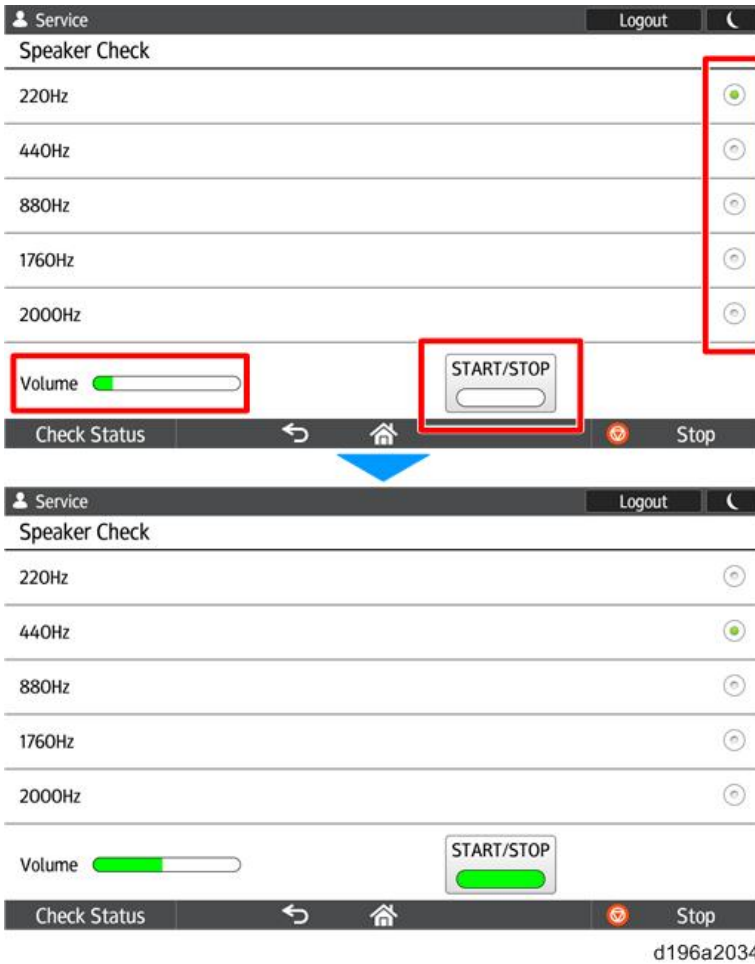 Service Logout
Speaker Check
220Hz
440Hz
880Hz
1760Hz
2000Hz
Volume START/STOP
Check Status Stop
Service Logout
Speaker Check
220Hz
440Hz
880Hz
1760Hz
2000Hz
Volume START/STOP
Check Status Stop
d196a2034